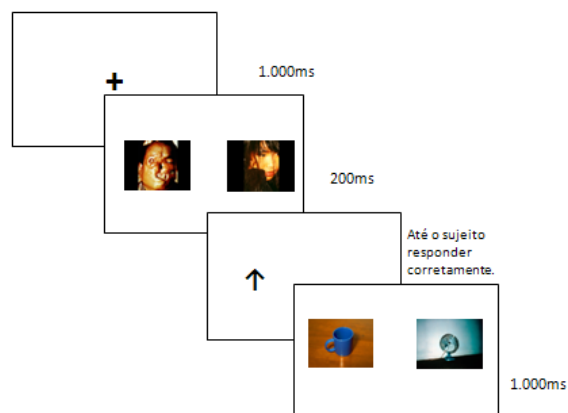 1.000ms
200ms
Até o sujeito
responder
corretamente.
1.000ms